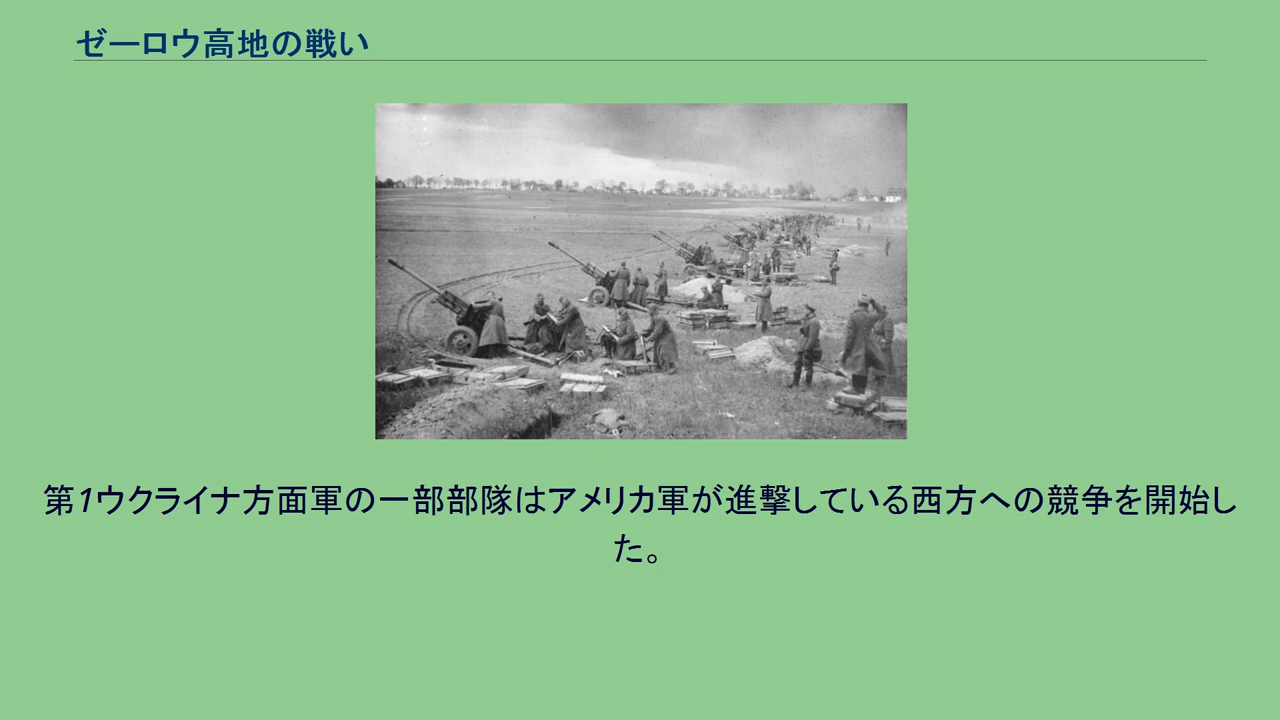 ゼーロウ高地の戦い
第1ウクライナ方面軍の一部部隊はアメリカ軍が進撃している西方への競争を開始し
た。